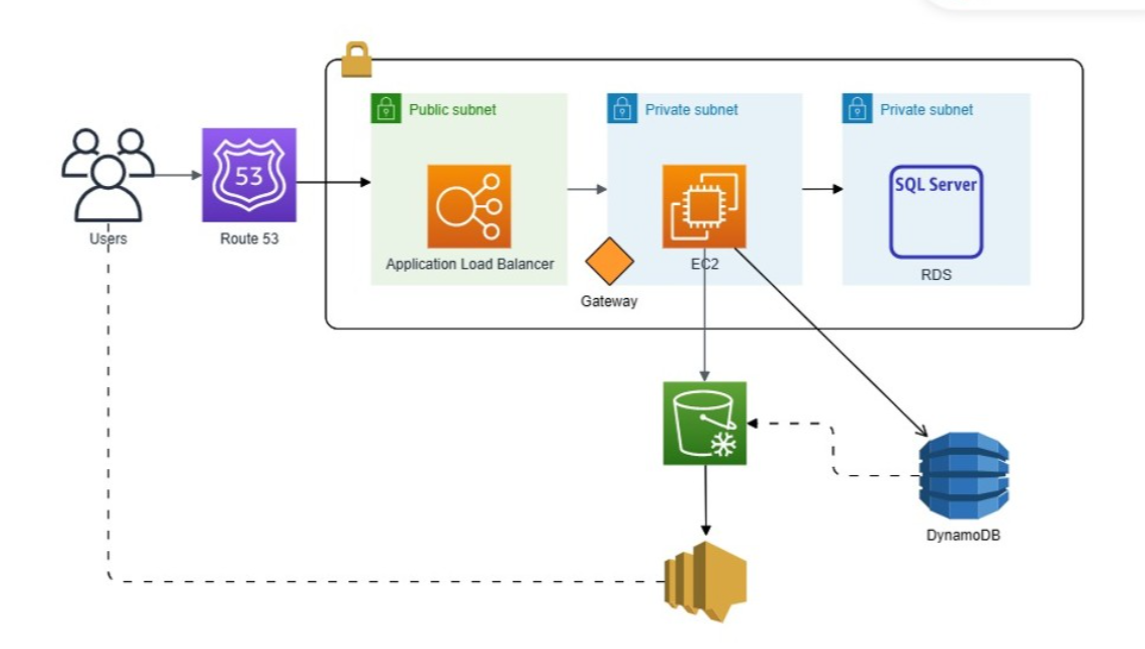 Public subnet
Private subnet
Private subnet
53
SQL Server
Users
Route 53
Application Load Balancer
EC2
RDS
Gateway
DynamoDB